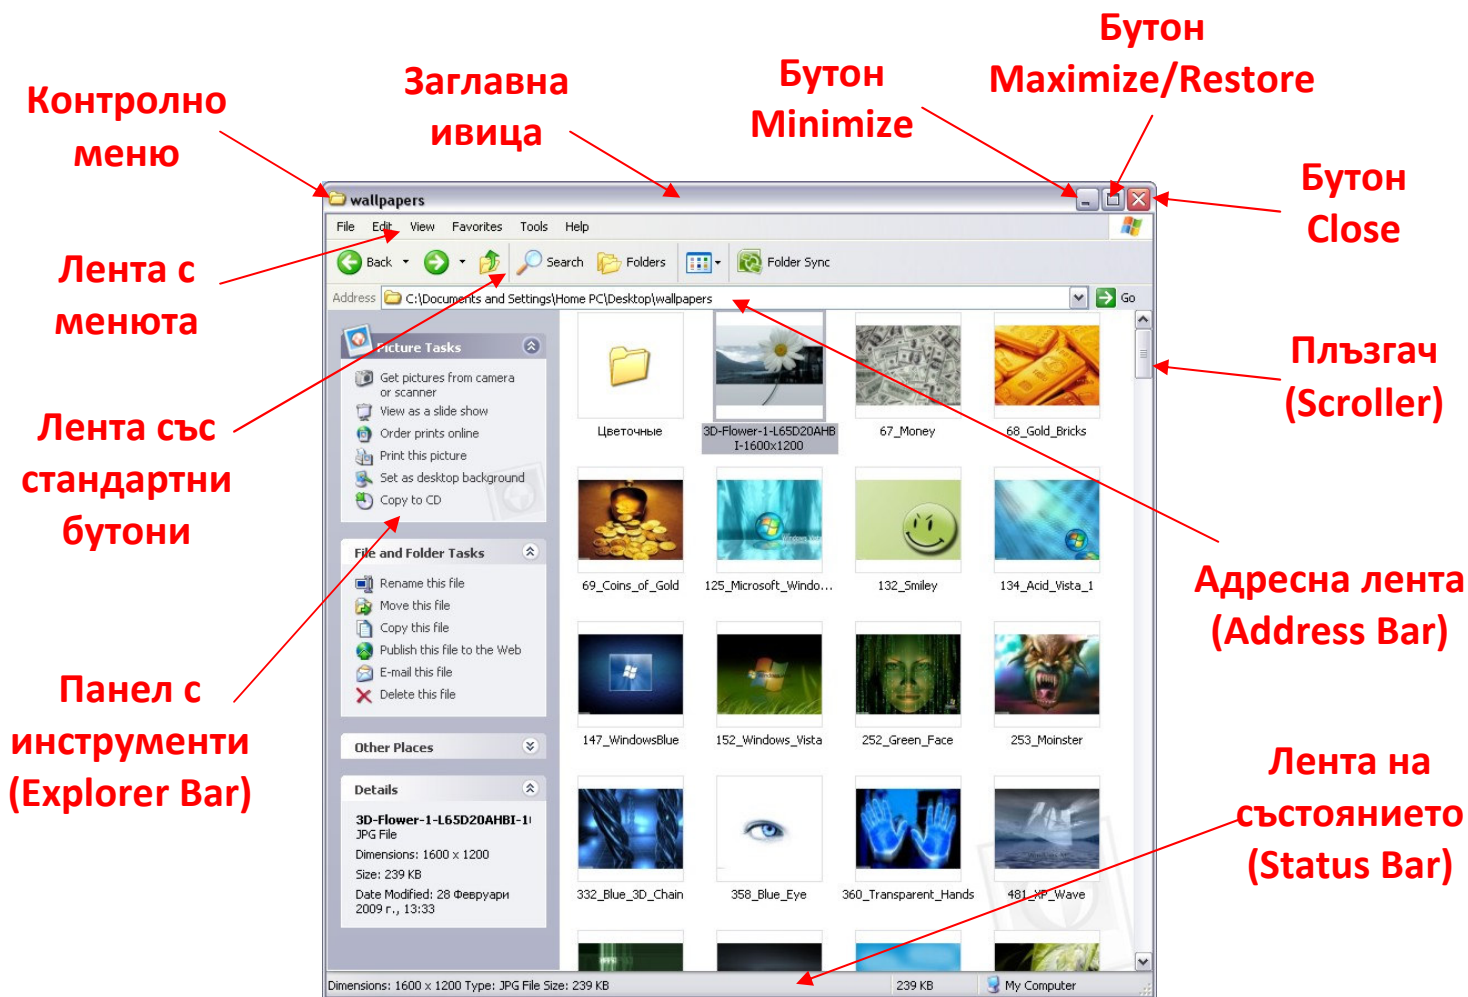 Бутон
Maximize/Restore
Заглавна
ивица
Бутон
Minimize
Контролно
меню
Бутон
Close
wallpapers
File Edit View Favorites Tools Help
Лента с
менюта
Back Search Folders Folder Sync
Address C:\Documents and Settings\Home PC\Desktop\wallpapers Go
Picture Tasks
Get pictures from camera
or scanner
View as a slide show
Order prints online
Print this picture
Set as desktop background
Copy to CD
Плъзгач
(Scroller)
Лента със
стандартни
бутони
Цветочные
3D-Flower-1-L65D20AHB
I-1600x1200
67_Money
68_Gold_Bricks
File and Folder Tasks
Rename this file
Move this file
Copy this file
Publish this file to the Web
E-mail this file
Delete this file
69_Coins_of_Gold
125_Microsoft_Windo...
132_Smiley
134_Acid_Vista_1
Адресна лента
(Address Bar)
Панел с
инструменти
(Explorer Bar)
Other Places
147_WindowsBlue
152_Windows_Vista
252_Green_Face
253_Moinster
Лента на
състоянието
(Status Bar)
Details
3D-Flower-1-L65D20AHBI-1
JPG File
Dimensions: 1600 x 1200
Size: 239 KB
Date Modified: 28 Февруари
2009 г., 13:33
332_Blue_3D_Chain
358_Blue_Eye
360_Transparent_Hands
481_XP_Wave
Dimensions: 1600 x 1200 Type: JPG File Size: 239 KB 239 KB My Computer